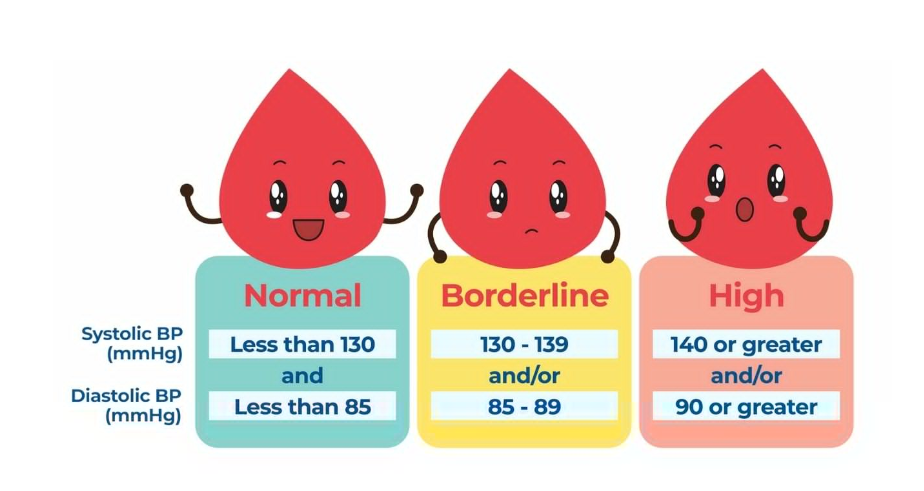 Normal
Borderline
High
Systolic BP
(mmHg)
Less than 130
130 - 139
140 or greater
and
and/or
and/or
Diastolic BP
(mmHg)
Less than 85
85 - 89
90 or greater